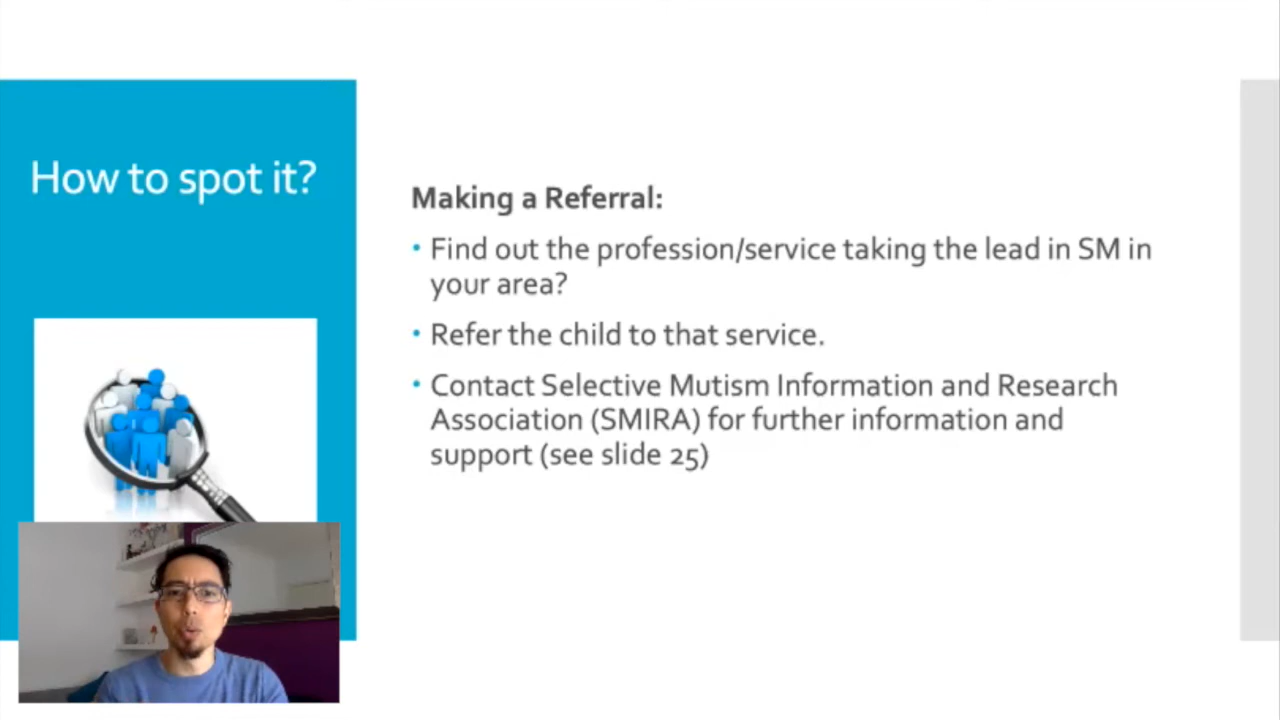 How to spot it?
Making a Referral:
• Find out the profession/service taking the lead in SM in
your area?
• Refer the child to that service.
• Contact Selective Mutism Information and Research
Association (SMIRA) for further information and
support (see slide 25)